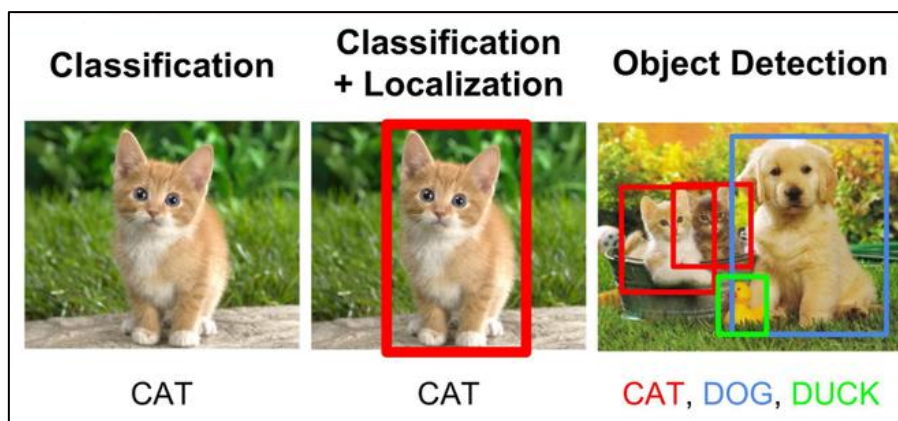 Classification
Classification
+ Localization
Object Detection
CAT
CAT
CAT, DOG, DUCK